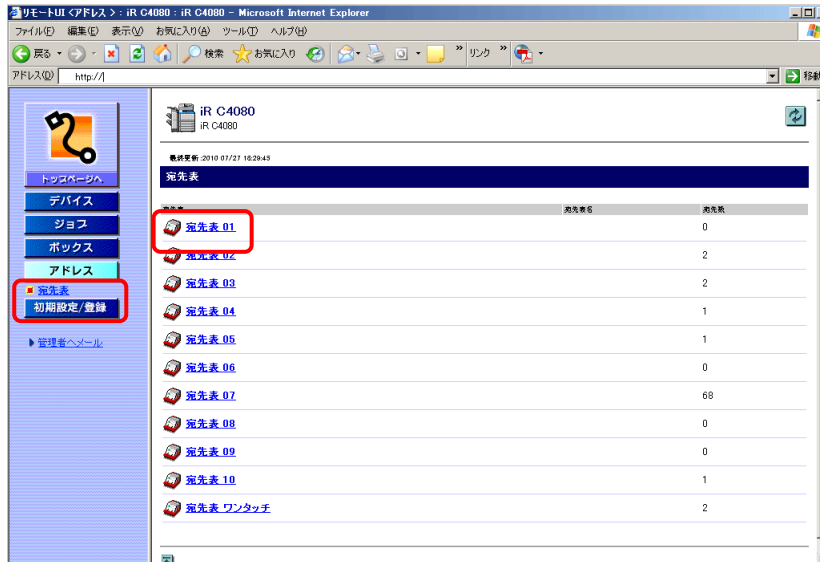 リモートUI <アドレス > : iR C4080 : iR C4080 - Microsoft Internet Explorer
ファイル(F) 編集(E) 表示(V) お気に入り(A) ツール(T) ヘルプ(H)
戻る 検索 お気に入り リンク
アドレス(D) http:// 移動
iR C4080
iR C4080
最終更新 :2010 07/27 16:29:45
宛先表
トップページへ
デバイス
ジョブ
ボックス
アドレス
宛先表
初期設定/登録
管理者へメール
宛先表 宛先表名 宛先数
宛先表 01 0
宛先表 02 2
宛先表 03 2
宛先表 04 1
宛先表 05 1
宛先表 06 0
宛先表 07 68
宛先表 08 0
宛先表 09 0
宛先表 10 1
宛先表 ワンタッチ 2